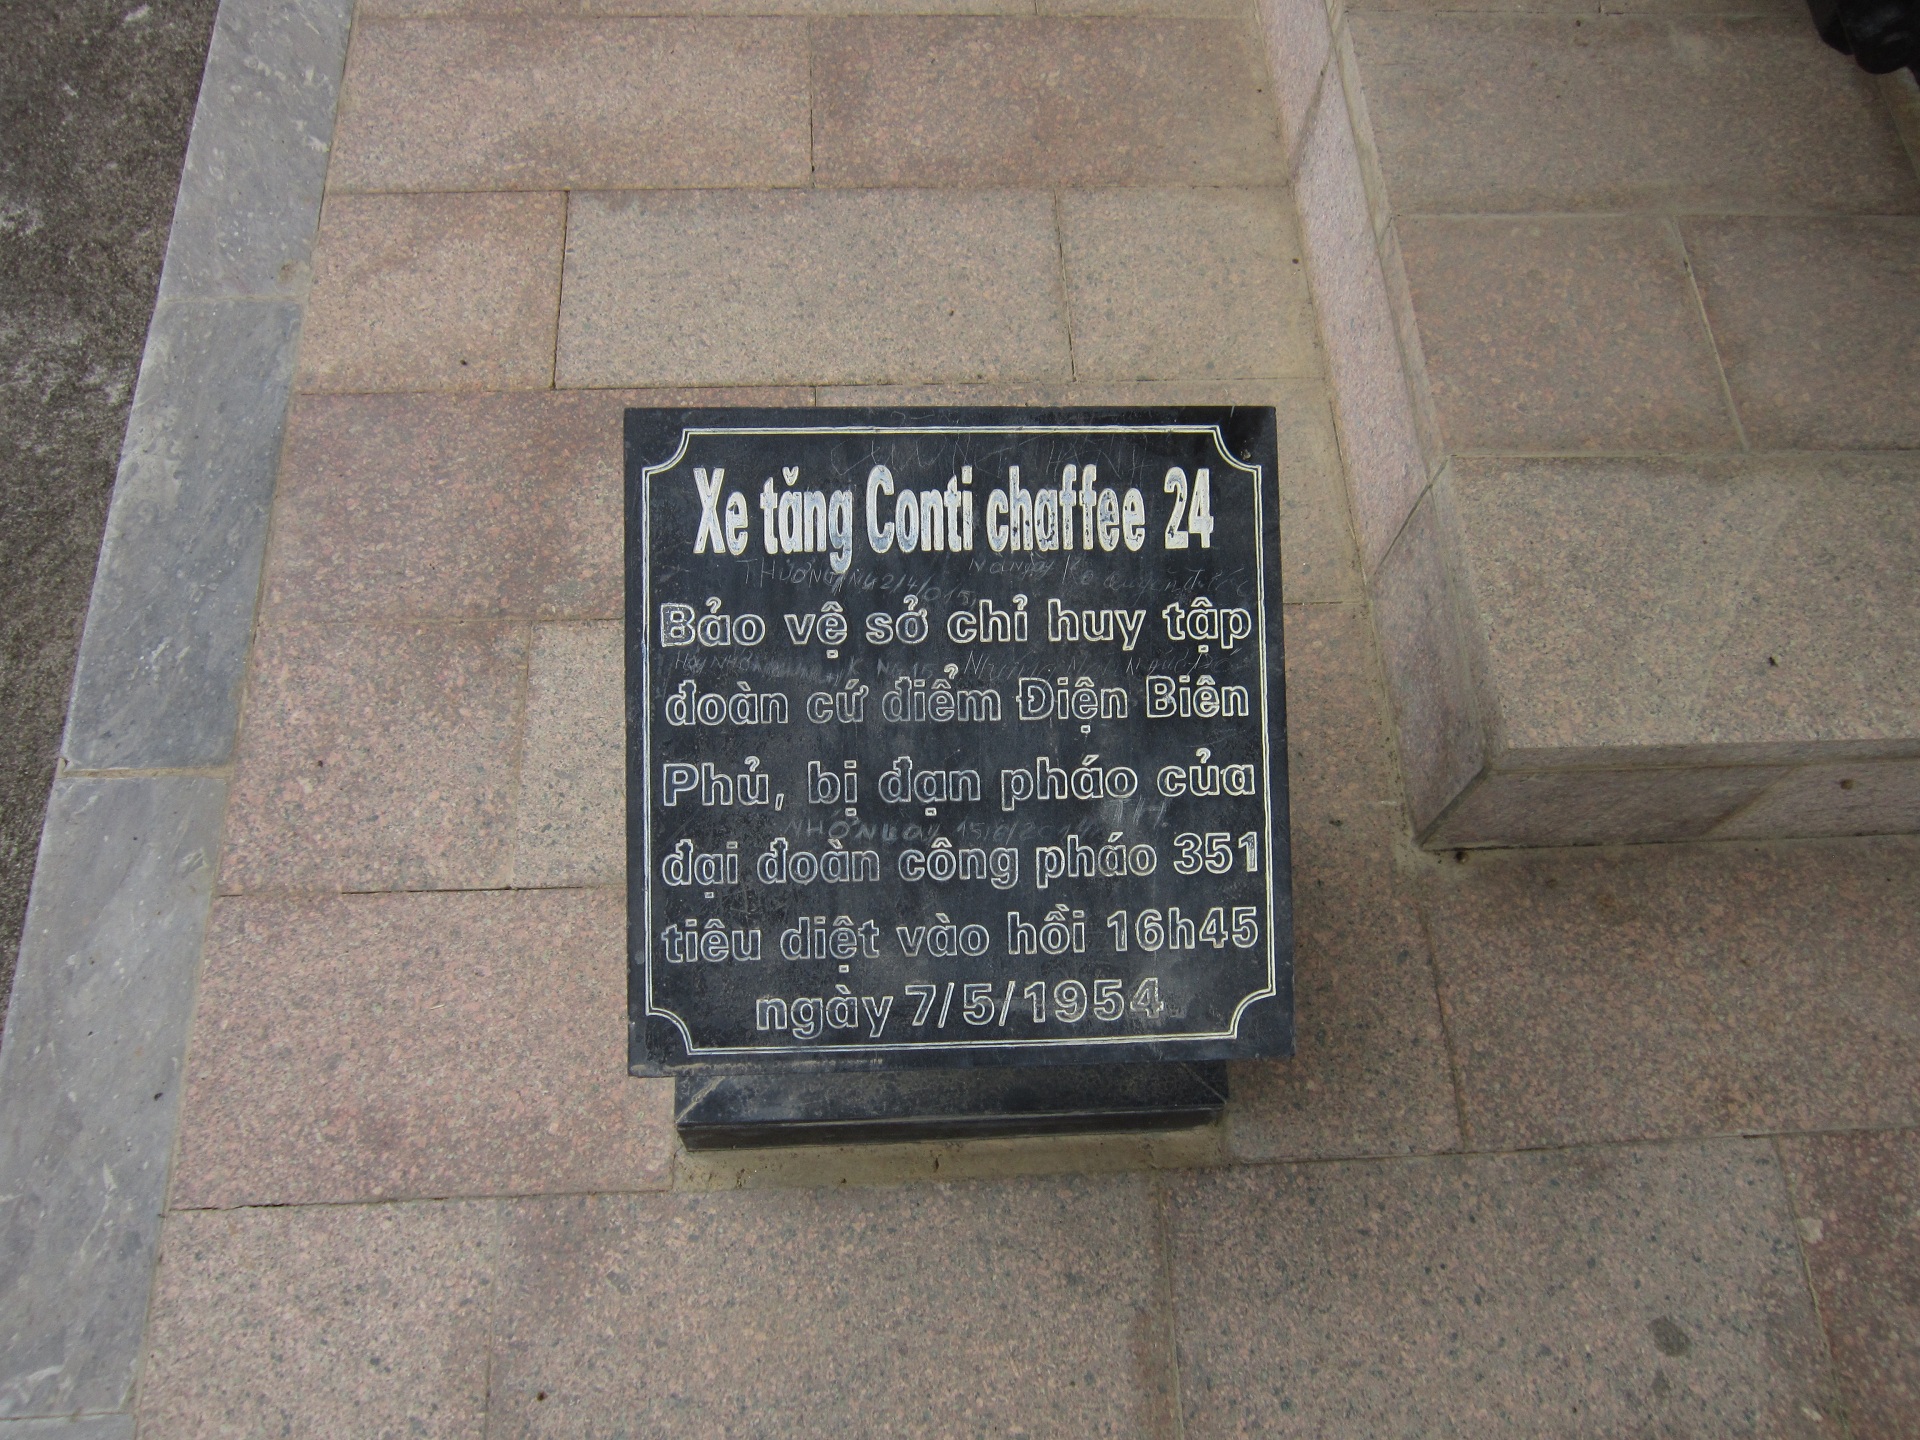 Xe tăng Conti chaffee 24
Bảo vệ sở chỉ huy tập
đoàn cứ điểm Điện Biên
Phủ, bị đạn pháo của
đại đoàn công pháo 351
tiêu diệt vào hồi 16h45
ngày 7/5/1954